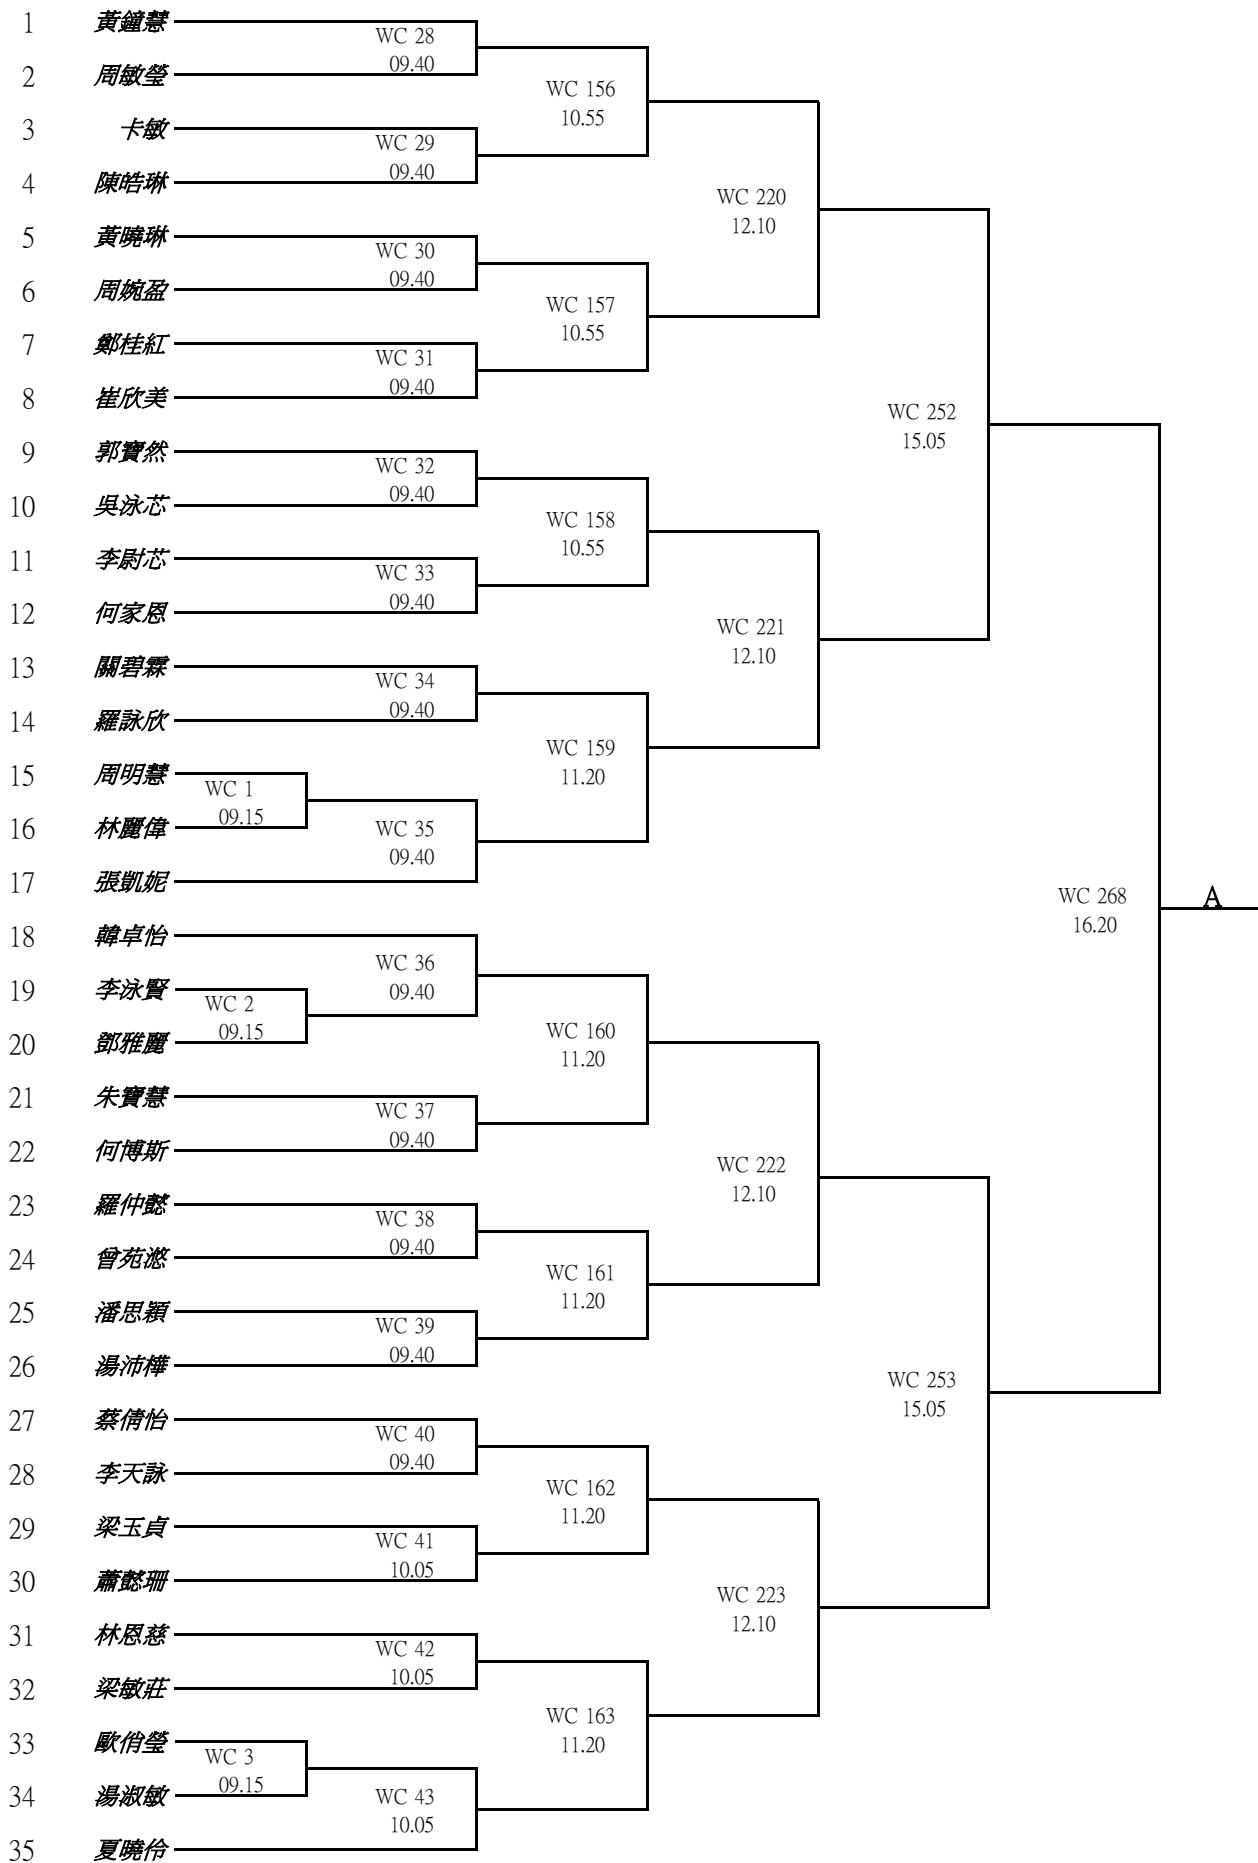 1 黃鐘慧
WC 28
09.40
2 周敏瑩
WC 156
10.55
3 卡敏
WC 29
09.40
4 陳皓琳
WC 220
12.10
5 黃曉琳
WC 30
09.40
6 周婉盈
WC 157
10.55
7 鄭桂紅
WC 31
09.40
8 崔欣美
WC 252
15.05
9 郭寶然
WC 32
09.40
10 吳泳芯
WC 158
10.55
11 李尉芯
WC 33
09.40
12 何家恩
WC 221
12.10
13 關碧霖
WC 34
09.40
14 羅詠欣
WC 159
11.20
15 周明慧
WC 1
09.15
16 林麗偉
WC 35
09.40
17 張凱妮
WC 268
16.20
A
18 韓卓怡
WC 36
09.40
19 李泳賢
WC 2
09.15
20 鄧雅麗
WC 160
11.20
21 朱寶慧
WC 37
09.40
22 何博斯
WC 222
12.10
23 羅仲懿
WC 38
09.40
24 曾苑滺
WC 161
11.20
25 潘思穎
WC 39
09.40
26 湯沛樺
WC 253
15.05
27 蔡倩怡
WC 40
09.40
28 李天詠
WC 162
11.20
29 梁玉貞
WC 41
10.05
30 蕭懿珊
WC 223
12.10
31 林恩慈
WC 42
10.05
32 梁敏莊
WC 163
11.20
33 歐俏瑩
WC 3
09.15
34 湯淑敏
WC 43
10.05
35 夏曉伶